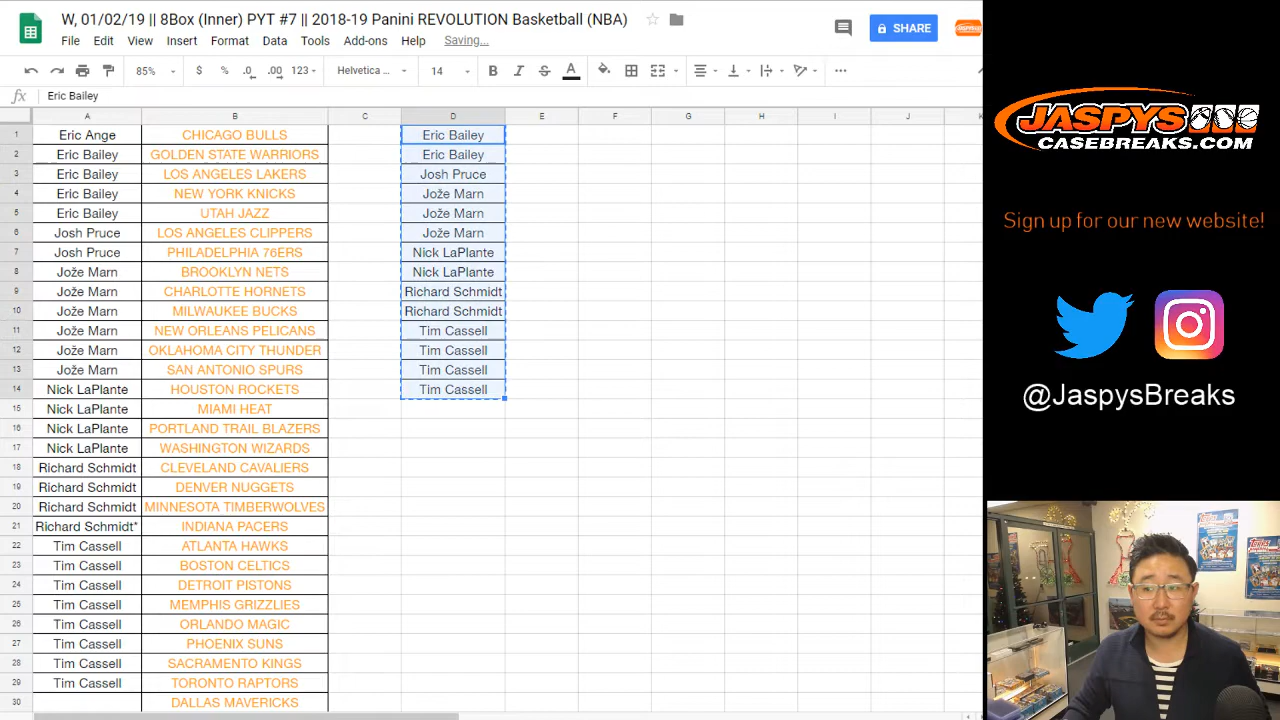 W, 01/02/19 || 8Box (Inner) PYT #7 || 2018-19 Panini REVOLUTION Basketball (NBA)
File Edit View Insert Format Data Tools Add-ons Help Saving...
SHARE
85% $ % .0 .00 123 Helvetica ... 14 B I S A
fx Eric Bailey
A B C D E F G H I J K
1 Eric Ange CHICAGO BULLS Eric Bailey
2 Eric Bailey GOLDEN STATE WARRIORS Eric Bailey
3 Eric Bailey LOS ANGELES LAKERS Josh Pruce
4 Eric Bailey NEW YORK KNICKS Jože Marn
5 Eric Bailey UTAH JAZZ Jože Marn
6 Josh Pruce LOS ANGELES CLIPPERS Jože Marn
7 Josh Pruce PHILADELPHIA 76ERS Nick LaPlante
8 Jože Marn BROOKLYN NETS Nick LaPlante
9 Jože Marn CHARLOTTE HORNETS Richard Schmidt
10 Jože Marn MILWAUKEE BUCKS Richard Schmidt
11 Jože Marn NEW ORLEANS PELICANS Tim Cassell
12 Jože Marn OKLAHOMA CITY THUNDER Tim Cassell
13 Jože Marn SAN ANTONIO SPURS Tim Cassell
14 Nick LaPlante HOUSTON ROCKETS Tim Cassell
15 Nick LaPlante MIAMI HEAT
16 Nick LaPlante PORTLAND TRAIL BLAZERS
17 Nick LaPlante WASHINGTON WIZARDS
18 Richard Schmidt CLEVELAND CAVALIERS
19 Richard Schmidt DENVER NUGGETS
20 Richard Schmidt MINNESOTA TIMBERWOLVES
21 Richard Schmidt* INDIANA PACERS
22 Tim Cassell ATLANTA HAWKS
23 Tim Cassell BOSTON CELTICS
24 Tim Cassell DETROIT PISTONS
25 Tim Cassell MEMPHIS GRIZZLIES
26 Tim Cassell ORLANDO MAGIC
27 Tim Cassell PHOENIX SUNS
28 Tim Cassell SACRAMENTO KINGS
29 Tim Cassell TORONTO RAPTORS
30 DALLAS MAVERICKS
JASPYS
CASEBREAKS.COM
Sign up for our new website!
@JaspysBreaks
Topps